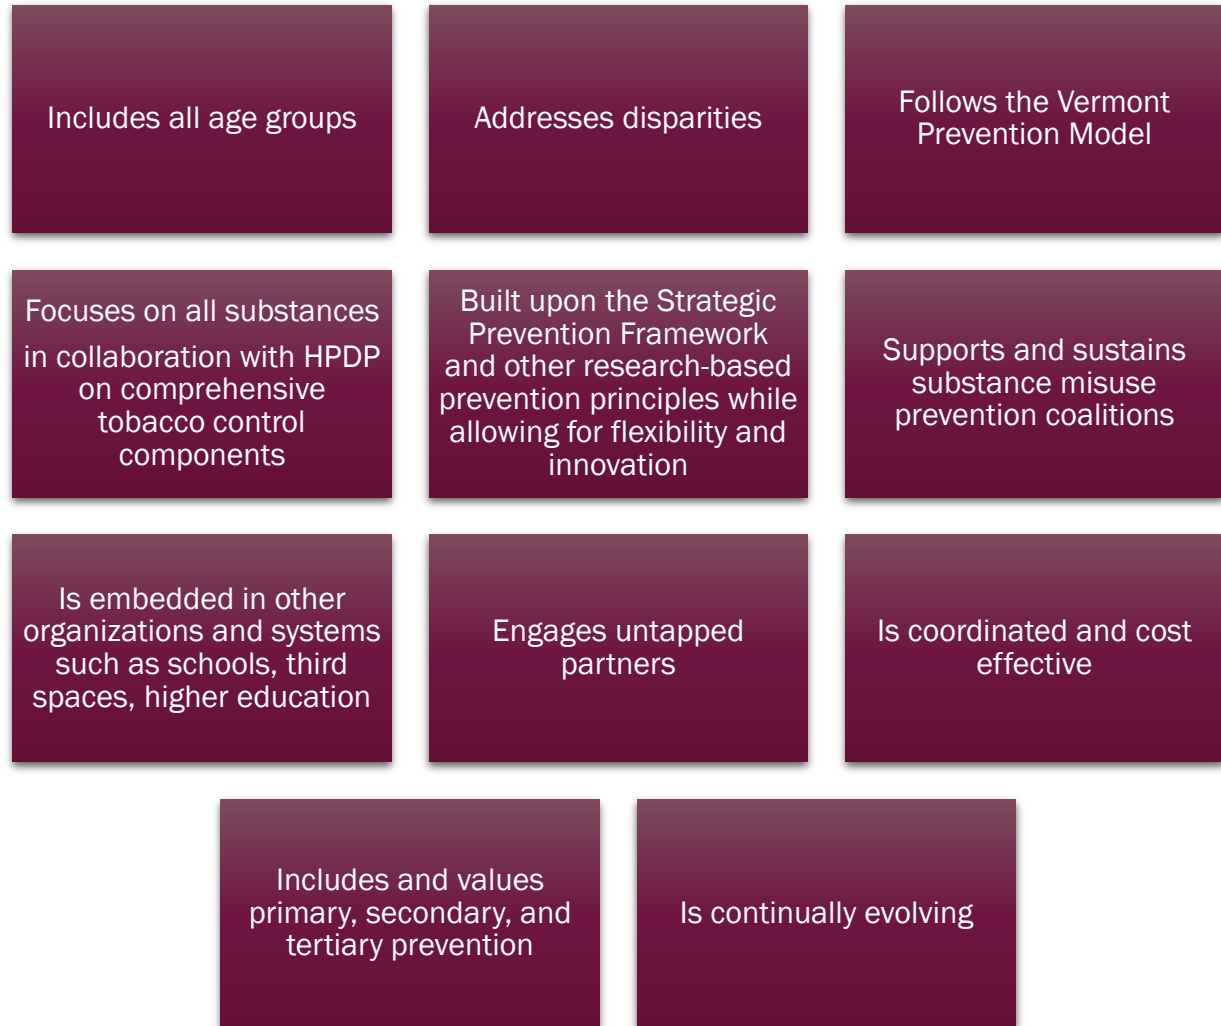 Includes all age groups
Addresses disparities
Follows the Vermont
Prevention Model
Focuses on all substances
in collaboration with HPDP
on comprehensive
tobacco control
components
Built upon the Strategic
Prevention Framework
and other research-based
prevention principles while
allowing for flexibility and
innovation
Supports and sustains
substance misuse
prevention coalitions
Is embedded in other
organizations and systems
such as schools, third
spaces, higher education
Engages untapped
partners
Is coordinated and cost
effective
Includes and values
primary, secondary, and
tertiary prevention
Is continually evolving